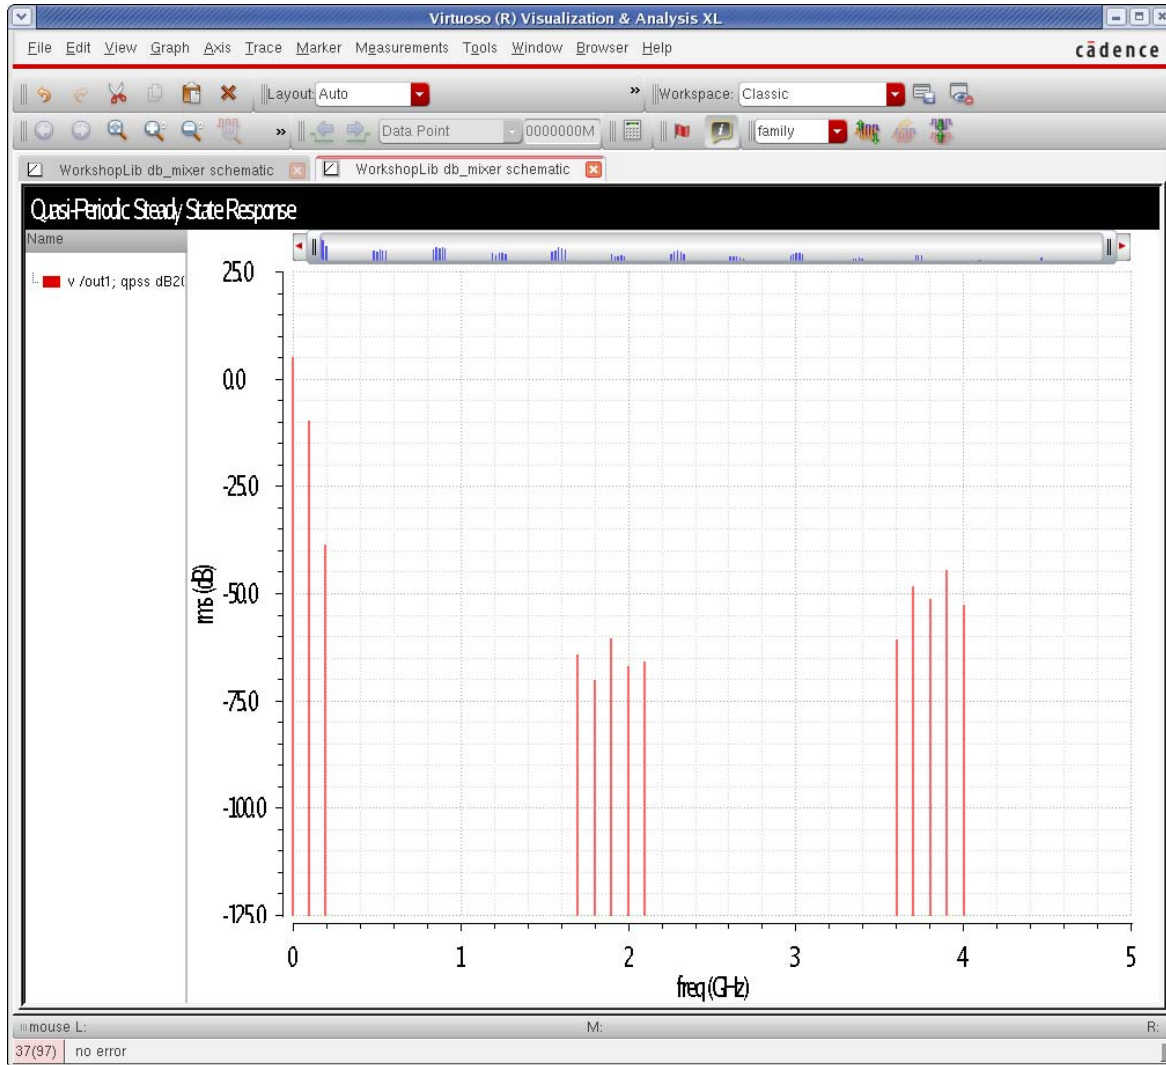 Virtuoso (R) Visualization & Analysis XL
File Edit View Graph Axis Trace Marker Measurements Tools Window Browser Help
cādence
Layout: Auto » Workspace: Classic
» Data Point 0000000M family
WorkshopLib db_mixer schematic WorkshopLib db_mixer schematic
Quasi-Periodic Steady State Response
Name
v /out1; qpss dB20
25.0
0.0
-25.0
-50.0
-75.0
-100.0
-125.0
rms (dB)
0 1 2 3 4 5
freq (GHz)
mouse L: M: R:
37(97) no error